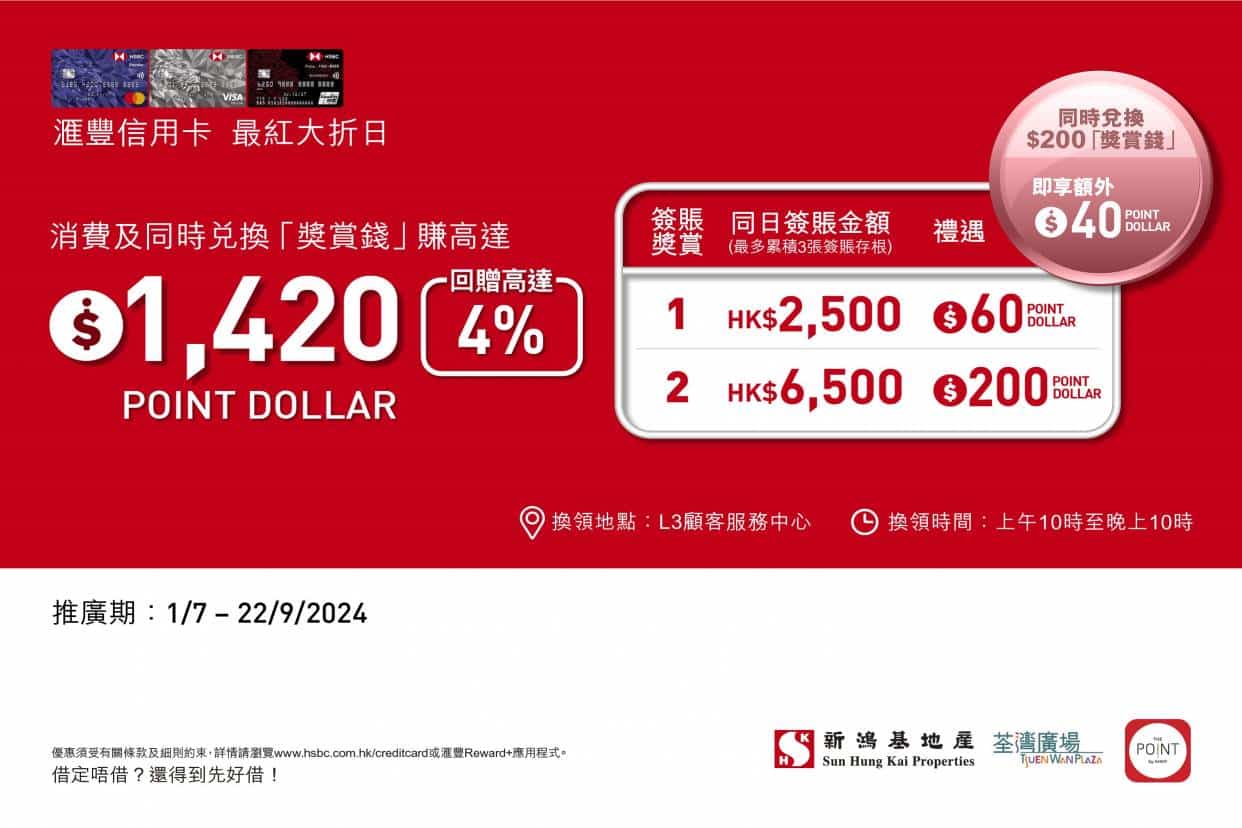 HSBC
HSBC
HSBC
VISA
滙豐信用卡 最紅大折日
消費及同時兑換「獎賞錢」賺高達
$1,420
POINT DOLLAR
回贈高達
4%
同時兌換
$200「獎賞錢」
即享額外
$40 POINT DOLLAR
簽賬獎賞 同日簽賬金額 禮遇
(最多累積3張簽賬存根)
1 HK$2,500 $60 POINT DOLLAR
2 HK$6,500 $200 POINT DOLLAR
換領地點：L3顧客服務中心 換領時間：上午10時至晚上10時
推廣期：1/7 – 22/9/2024
優惠須受有關條款及細則約束，詳情請瀏覽www.hsbc.com.hk/creditcard或滙豐Reward+應用程式。
借定唔借？還得到先好借！
SHK
新鴻基地產
Sun Hung Kai Properties
荃灣廣場
TSUEN WAN PLAZA
THE
POINT
by SHKP